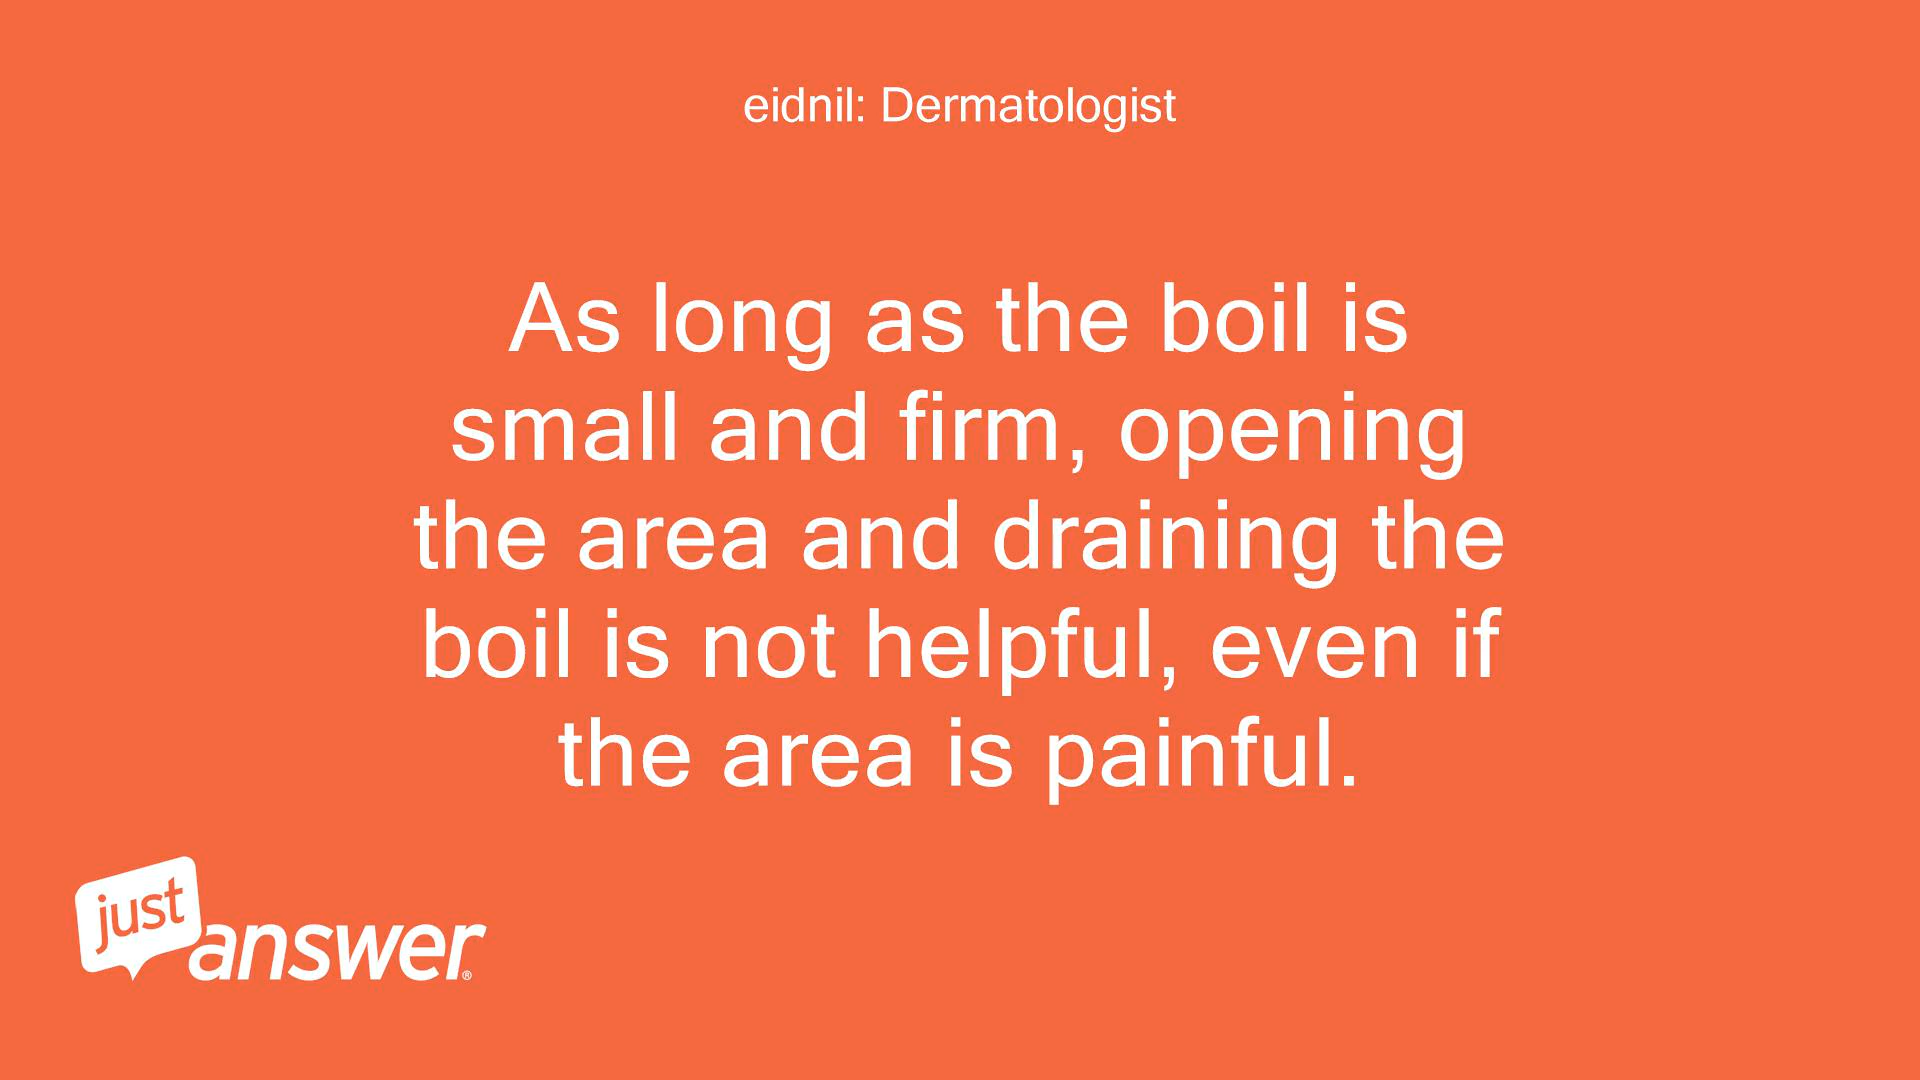 eidnil: Dermatologist
As long as the boil is
small and firm, opening
the area and draining the
boil is not helpful, even if
the area is painful.
just
answer®